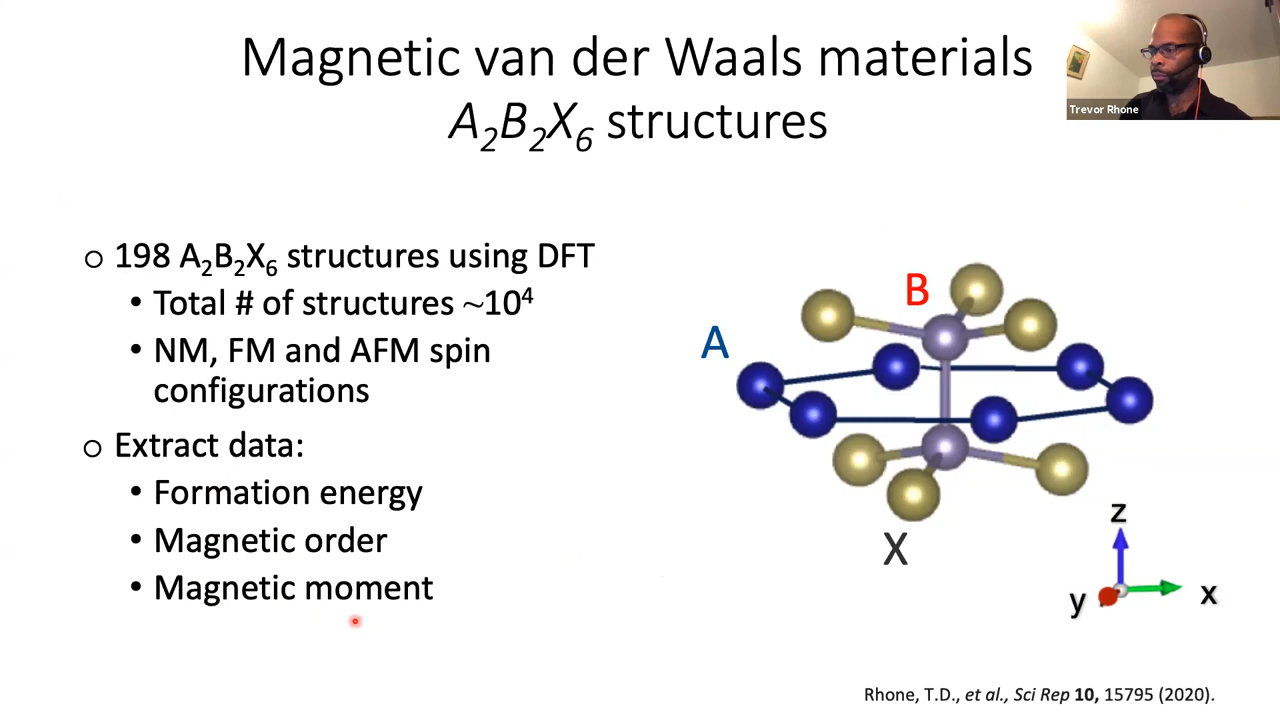 Magnetic van der Waals materials
A₂B₂X₆ structures
Trevor Rhone
○ 198 A₂B₂X₆ structures using DFT
• Total # of structures ~10⁴
• NM, FM and AFM spin
configurations
○ Extract data:
• Formation energy
• Magnetic order
• Magnetic moment
B
A
X
z
y
x
Rhone, T.D., et al., Sci Rep 10, 15795 (2020).